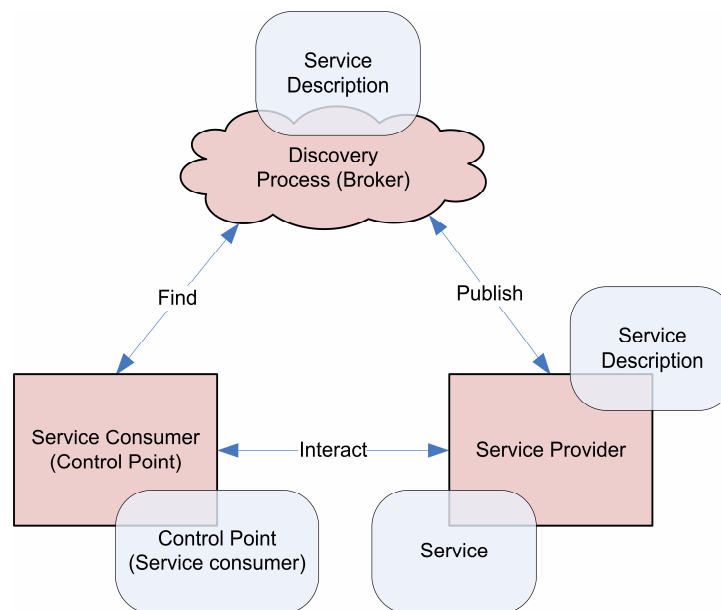 Service
Description
Discovery
Process (Broker)
Find
Publish
Service
Description
Service Consumer
(Control Point)
Interact
Service Provider
Control Point
(Service consumer)
Service